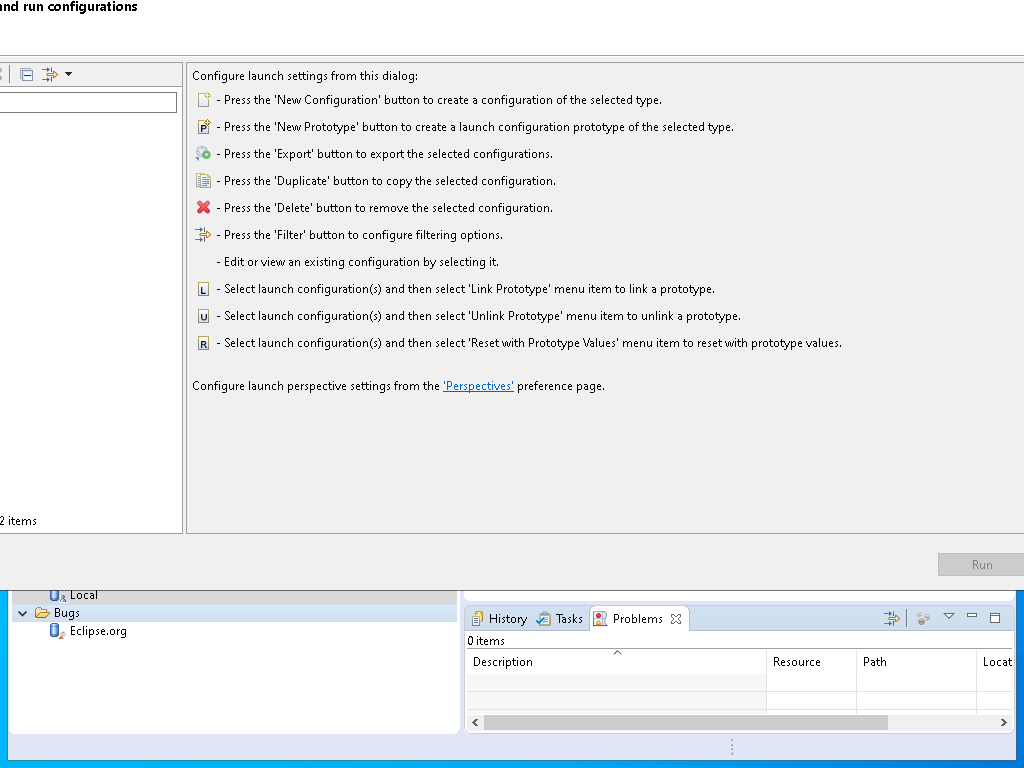 and run configurations
Configure launch settings from this dialog:
- Press the 'New Configuration' button to create a configuration of the selected type.
- Press the 'New Prototype' button to create a launch configuration prototype of the selected type.
- Press the 'Export' button to export the selected configurations.
- Press the 'Duplicate' button to copy the selected configuration.
- Press the 'Delete' button to remove the selected configuration.
- Press the 'Filter' button to configure filtering options.
- Edit or view an existing configuration by selecting it.
L - Select launch configuration(s) and then select 'Link Prototype' menu item to link a prototype.
U - Select launch configuration(s) and then select 'Unlink Prototype' menu item to unlink a prototype.
R - Select launch configuration(s) and then select 'Reset with Prototype Values' menu item to reset with prototype values.
Configure launch perspective settings from the 'Perspectives' preference page.
2 items
Run
Local
Bugs
Eclipse.org
History Tasks Problems
0 items
Description Resource Path Locat